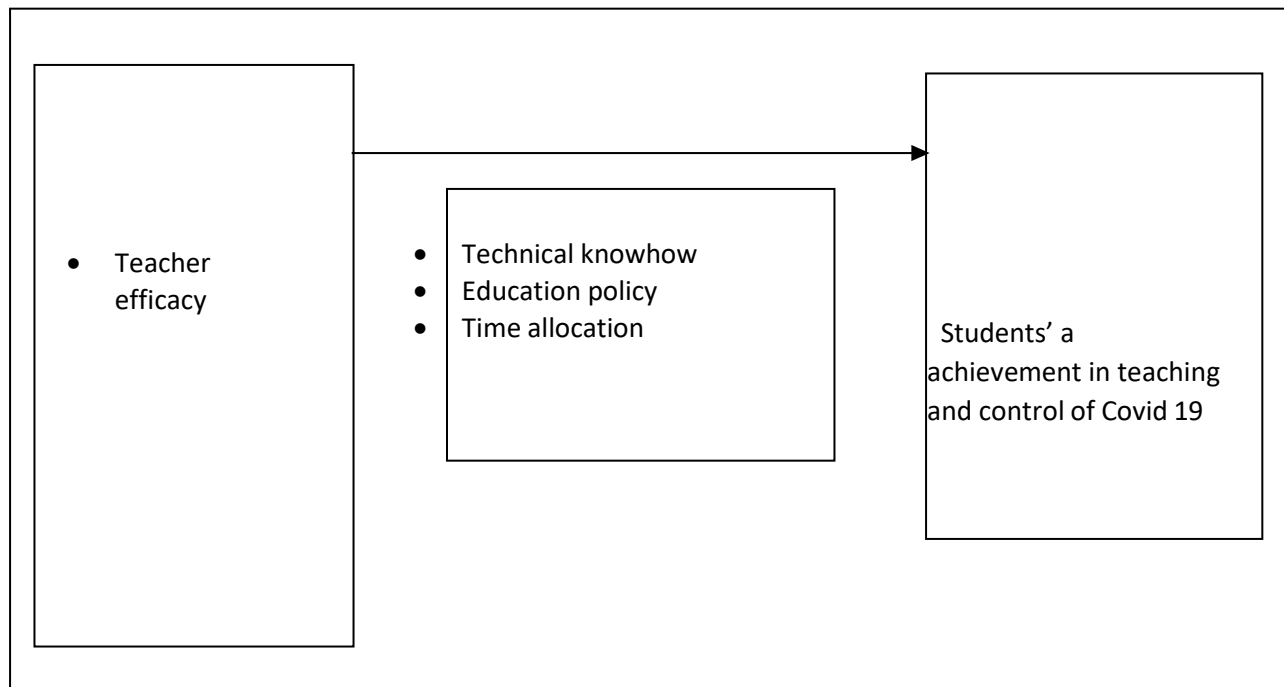 • Teacher
efficacy
• Technical knowhow
• Education policy
• Time allocation
Students’ a
achievement in teaching
and control of Covid 19